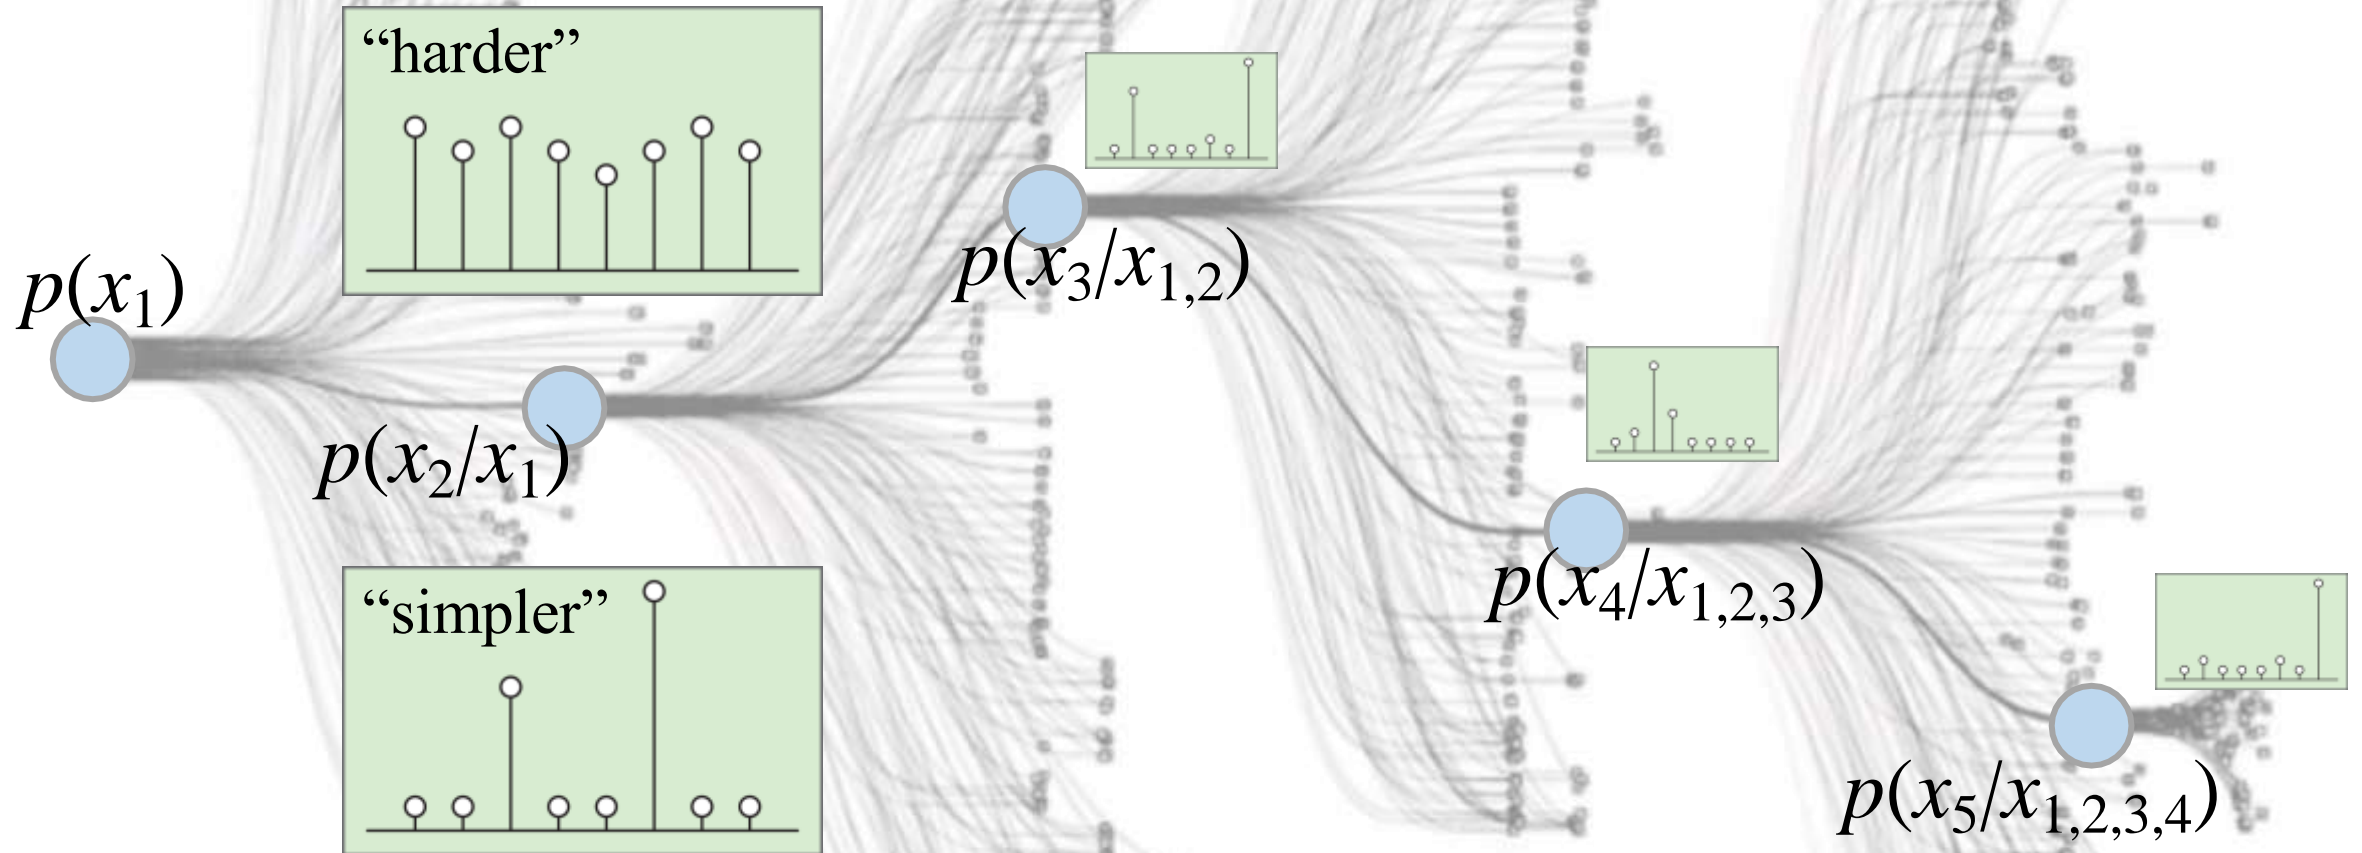 “harder”
p(x₁)
p(x₃/x₁,₂)
p(x₂/x₁)
“simpler”
p(x₄/x₁,₂,₃)
p(x₅/x₁,₂,₃,₄)